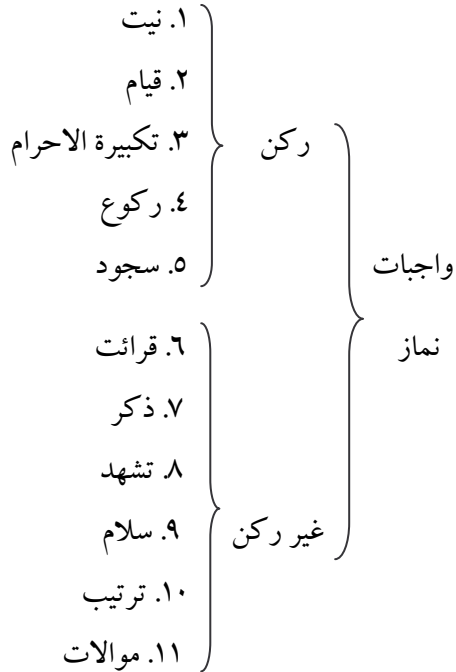 واجبات
نماز
رکن
۱. نیت
۲. قیام
۳. تکبیرة الاحرام
۴. رکوع
۵. سجود
غیر رکن
۶. قرائت
۷. ذکر
۸. تشهد
۹. سلام
۱۰. ترتیب
۱۱. موالات